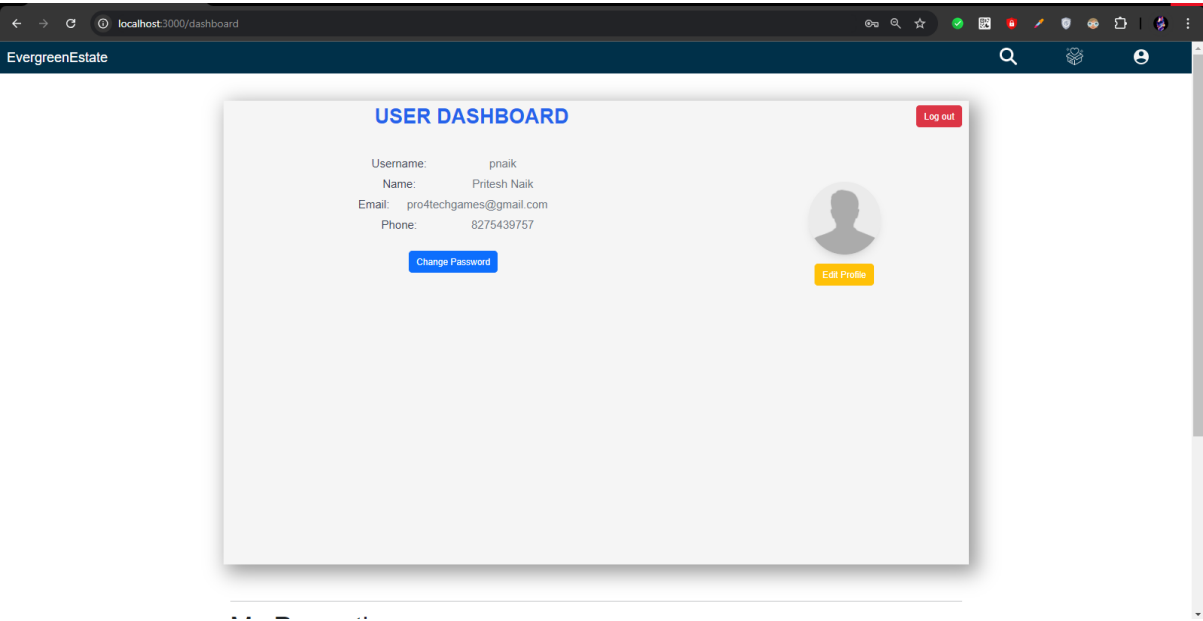 localhost:3000/dashboard
EvergreenEstate
USER DASHBOARD
Log out
Username: pnaik
Name: Pritesh Naik
Email: pro4techgames@gmail.com
Phone: 8275439757
Change Password
Edit Profile